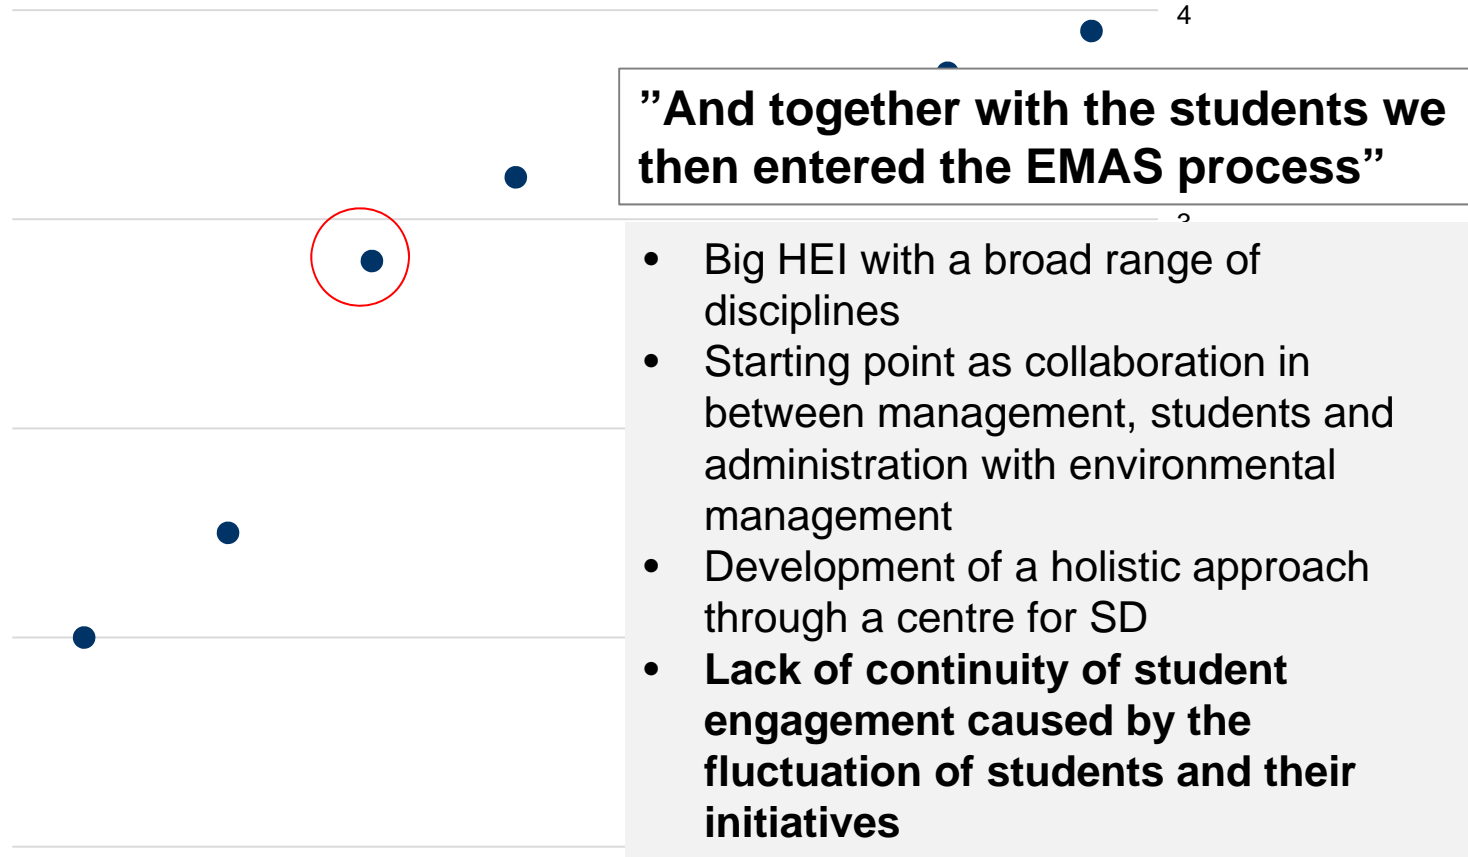 4
”And together with the students we
then entered the EMAS process”
3
• Big HEI with a broad range of
disciplines
• Starting point as collaboration in
between management, students and
administration with environmental
management
• Development of a holistic approach
through a centre for SD
• Lack of continuity of student
engagement caused by the
fluctuation of students and their
initiatives